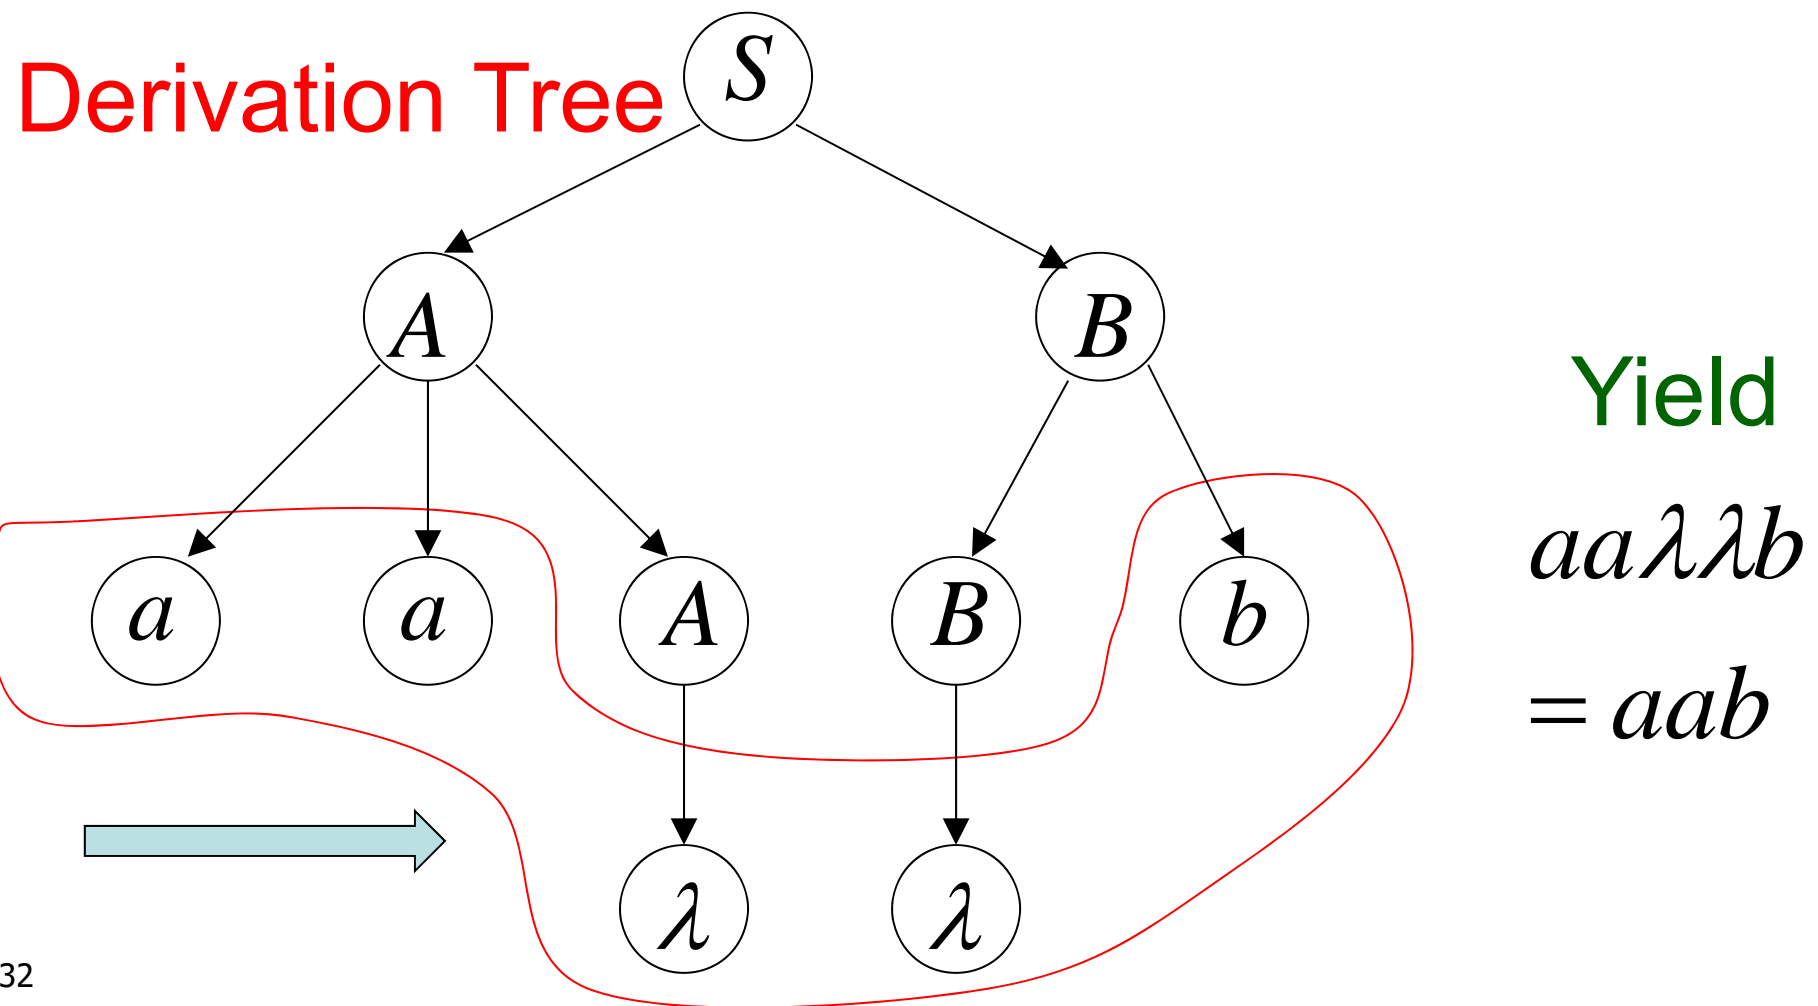 Derivation Tree
S
A B
a a A B b
λ λ
Yield
aaλλb
= aab
32